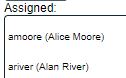 Assigned:
amoore (Alice Moore)
ariver (Alan River)